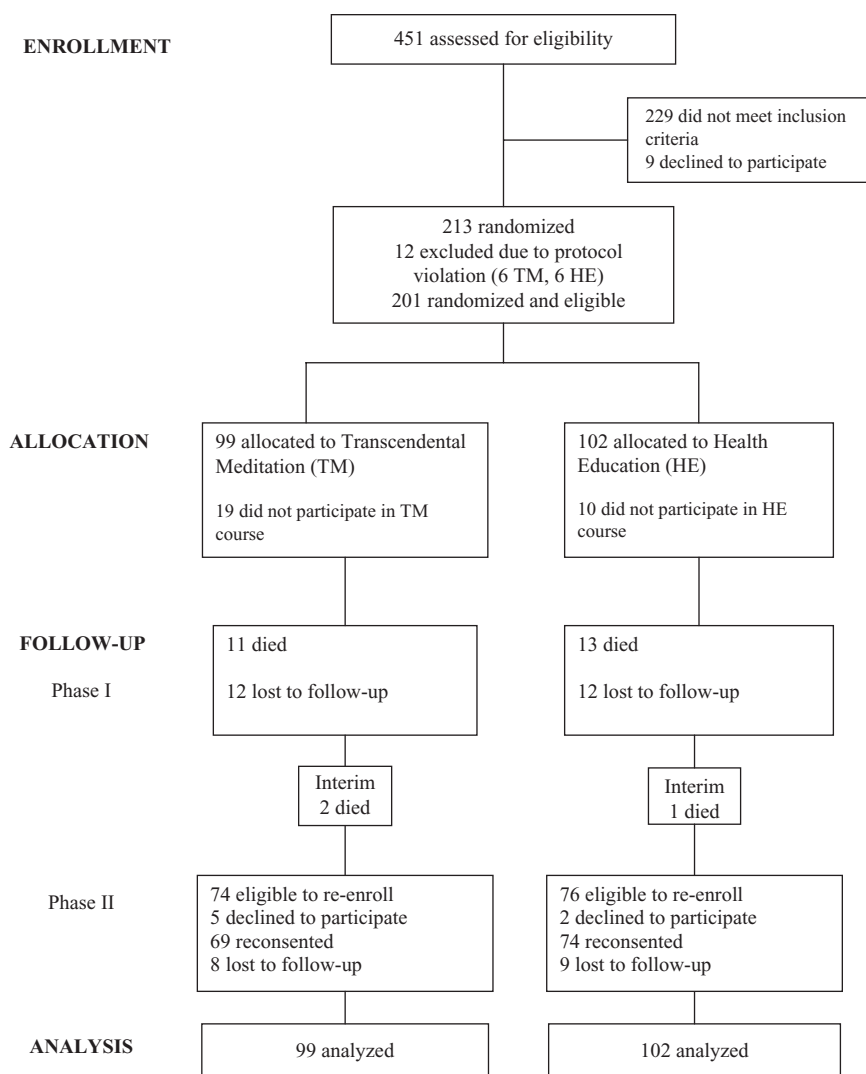 ENROLLMENT
451 assessed for eligibility
229 did not meet inclusion
criteria
9 declined to participate
213 randomized
12 excluded due to protocol
violation (6 TM, 6 HE)
201 randomized and eligible
ALLOCATION
99 allocated to Transcendental
Meditation (TM)
19 did not participate in TM
course
102 allocated to Health
Education (HE)
10 did not participate in HE
course
FOLLOW-UP
Phase I
11 died
12 lost to follow-up
13 died
12 lost to follow-up
Interim
2 died
Interim
1 died
Phase II
74 eligible to re-enroll
5 declined to participate
69 reconsented
8 lost to follow-up
76 eligible to re-enroll
2 declined to participate
74 reconsented
9 lost to follow-up
ANALYSIS
99 analyzed
102 analyzed